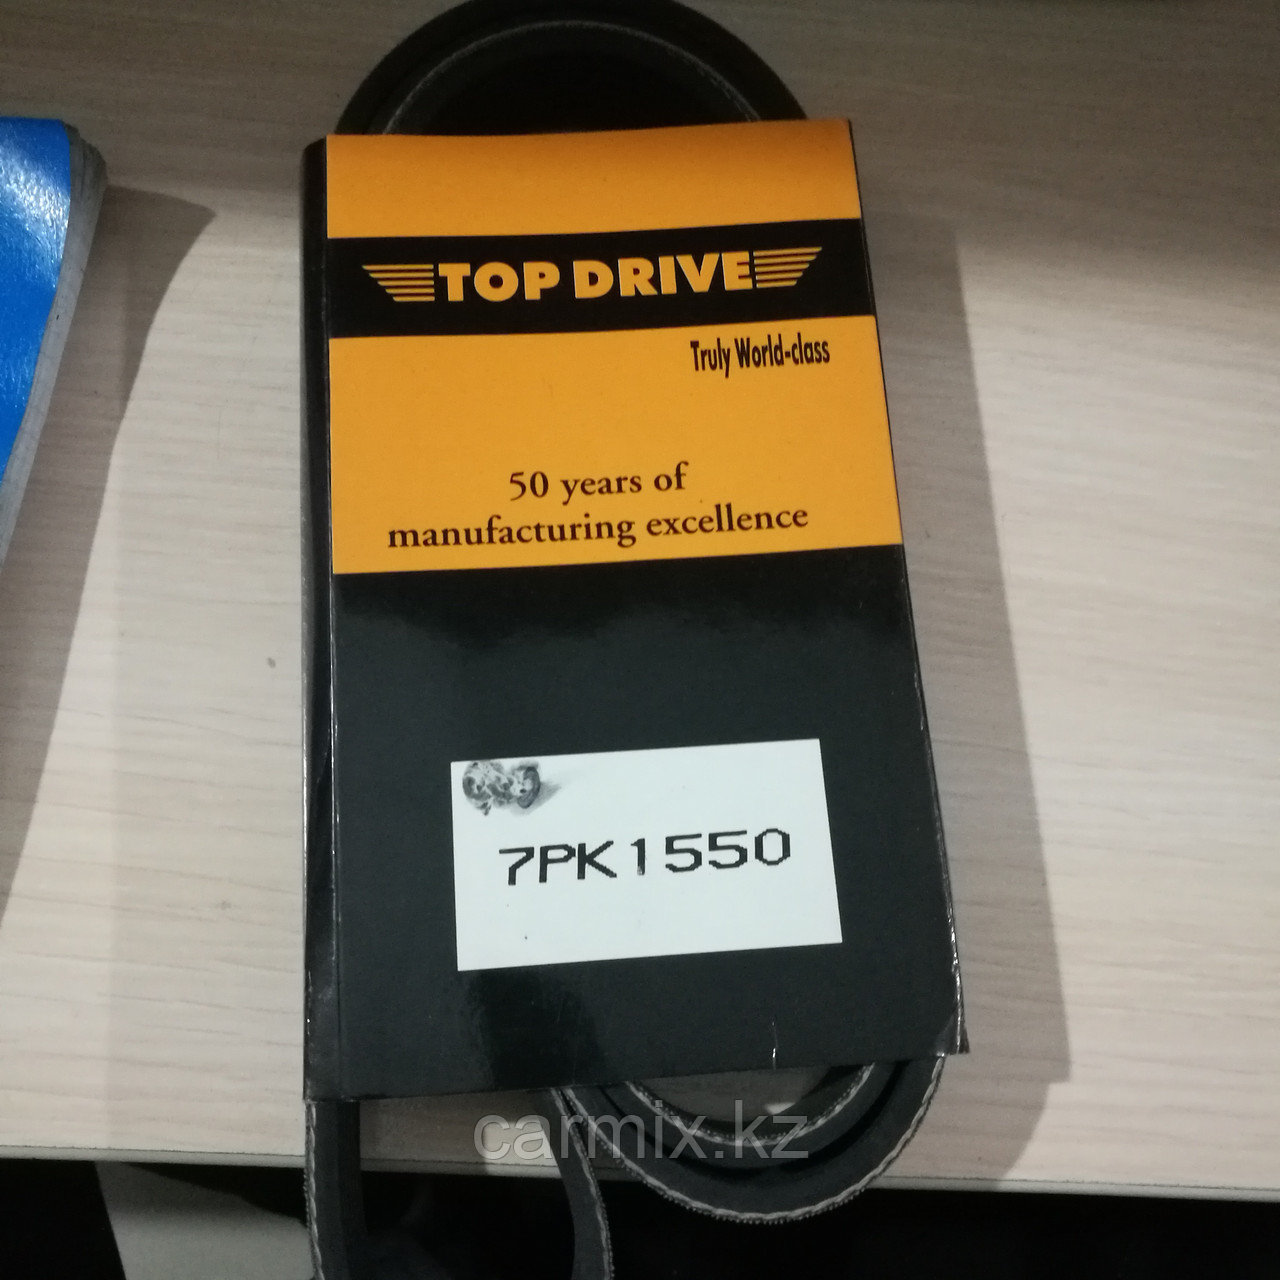 TOP DRIVE
Truly World-class
50 years of
manufacturing excellence
7PK1550
carmix.kz